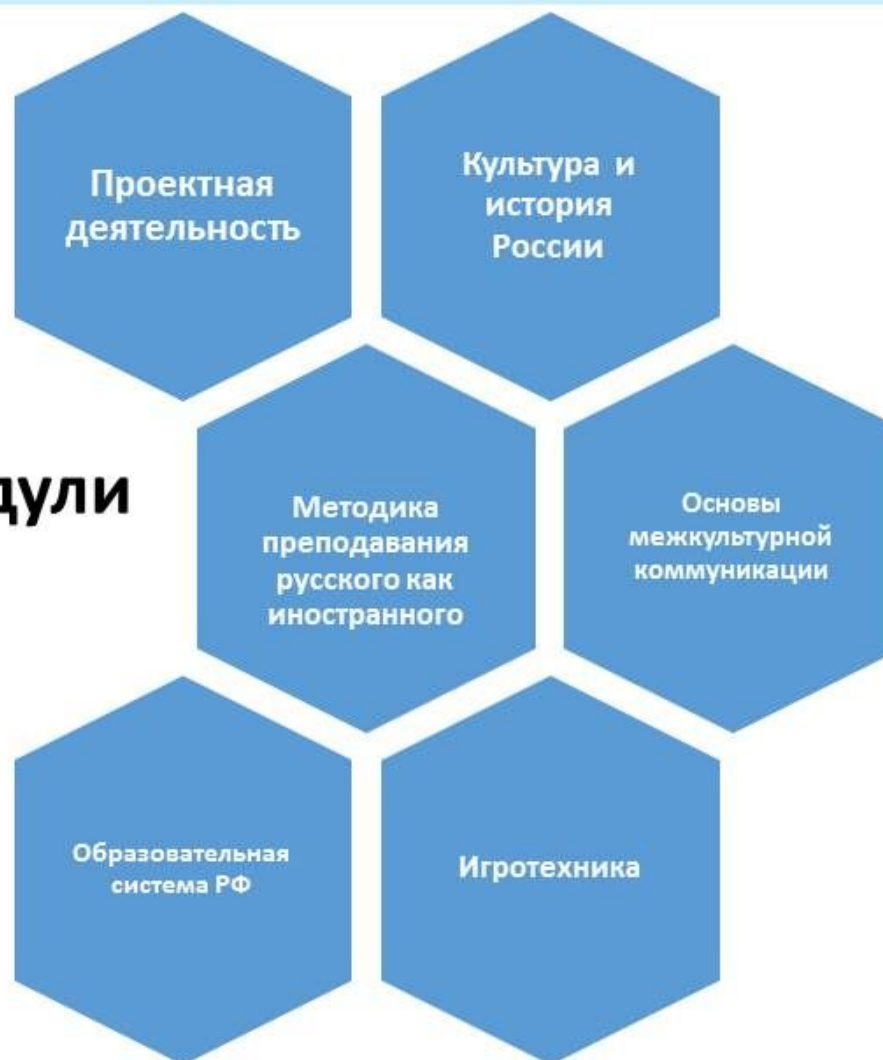 Проектная
деятельность
Культура и
история
России
дули
Методика
преподавания
русского как
иностранного
Основы
межкультурной
коммуникации
Образовательная
система РФ
Игротехника